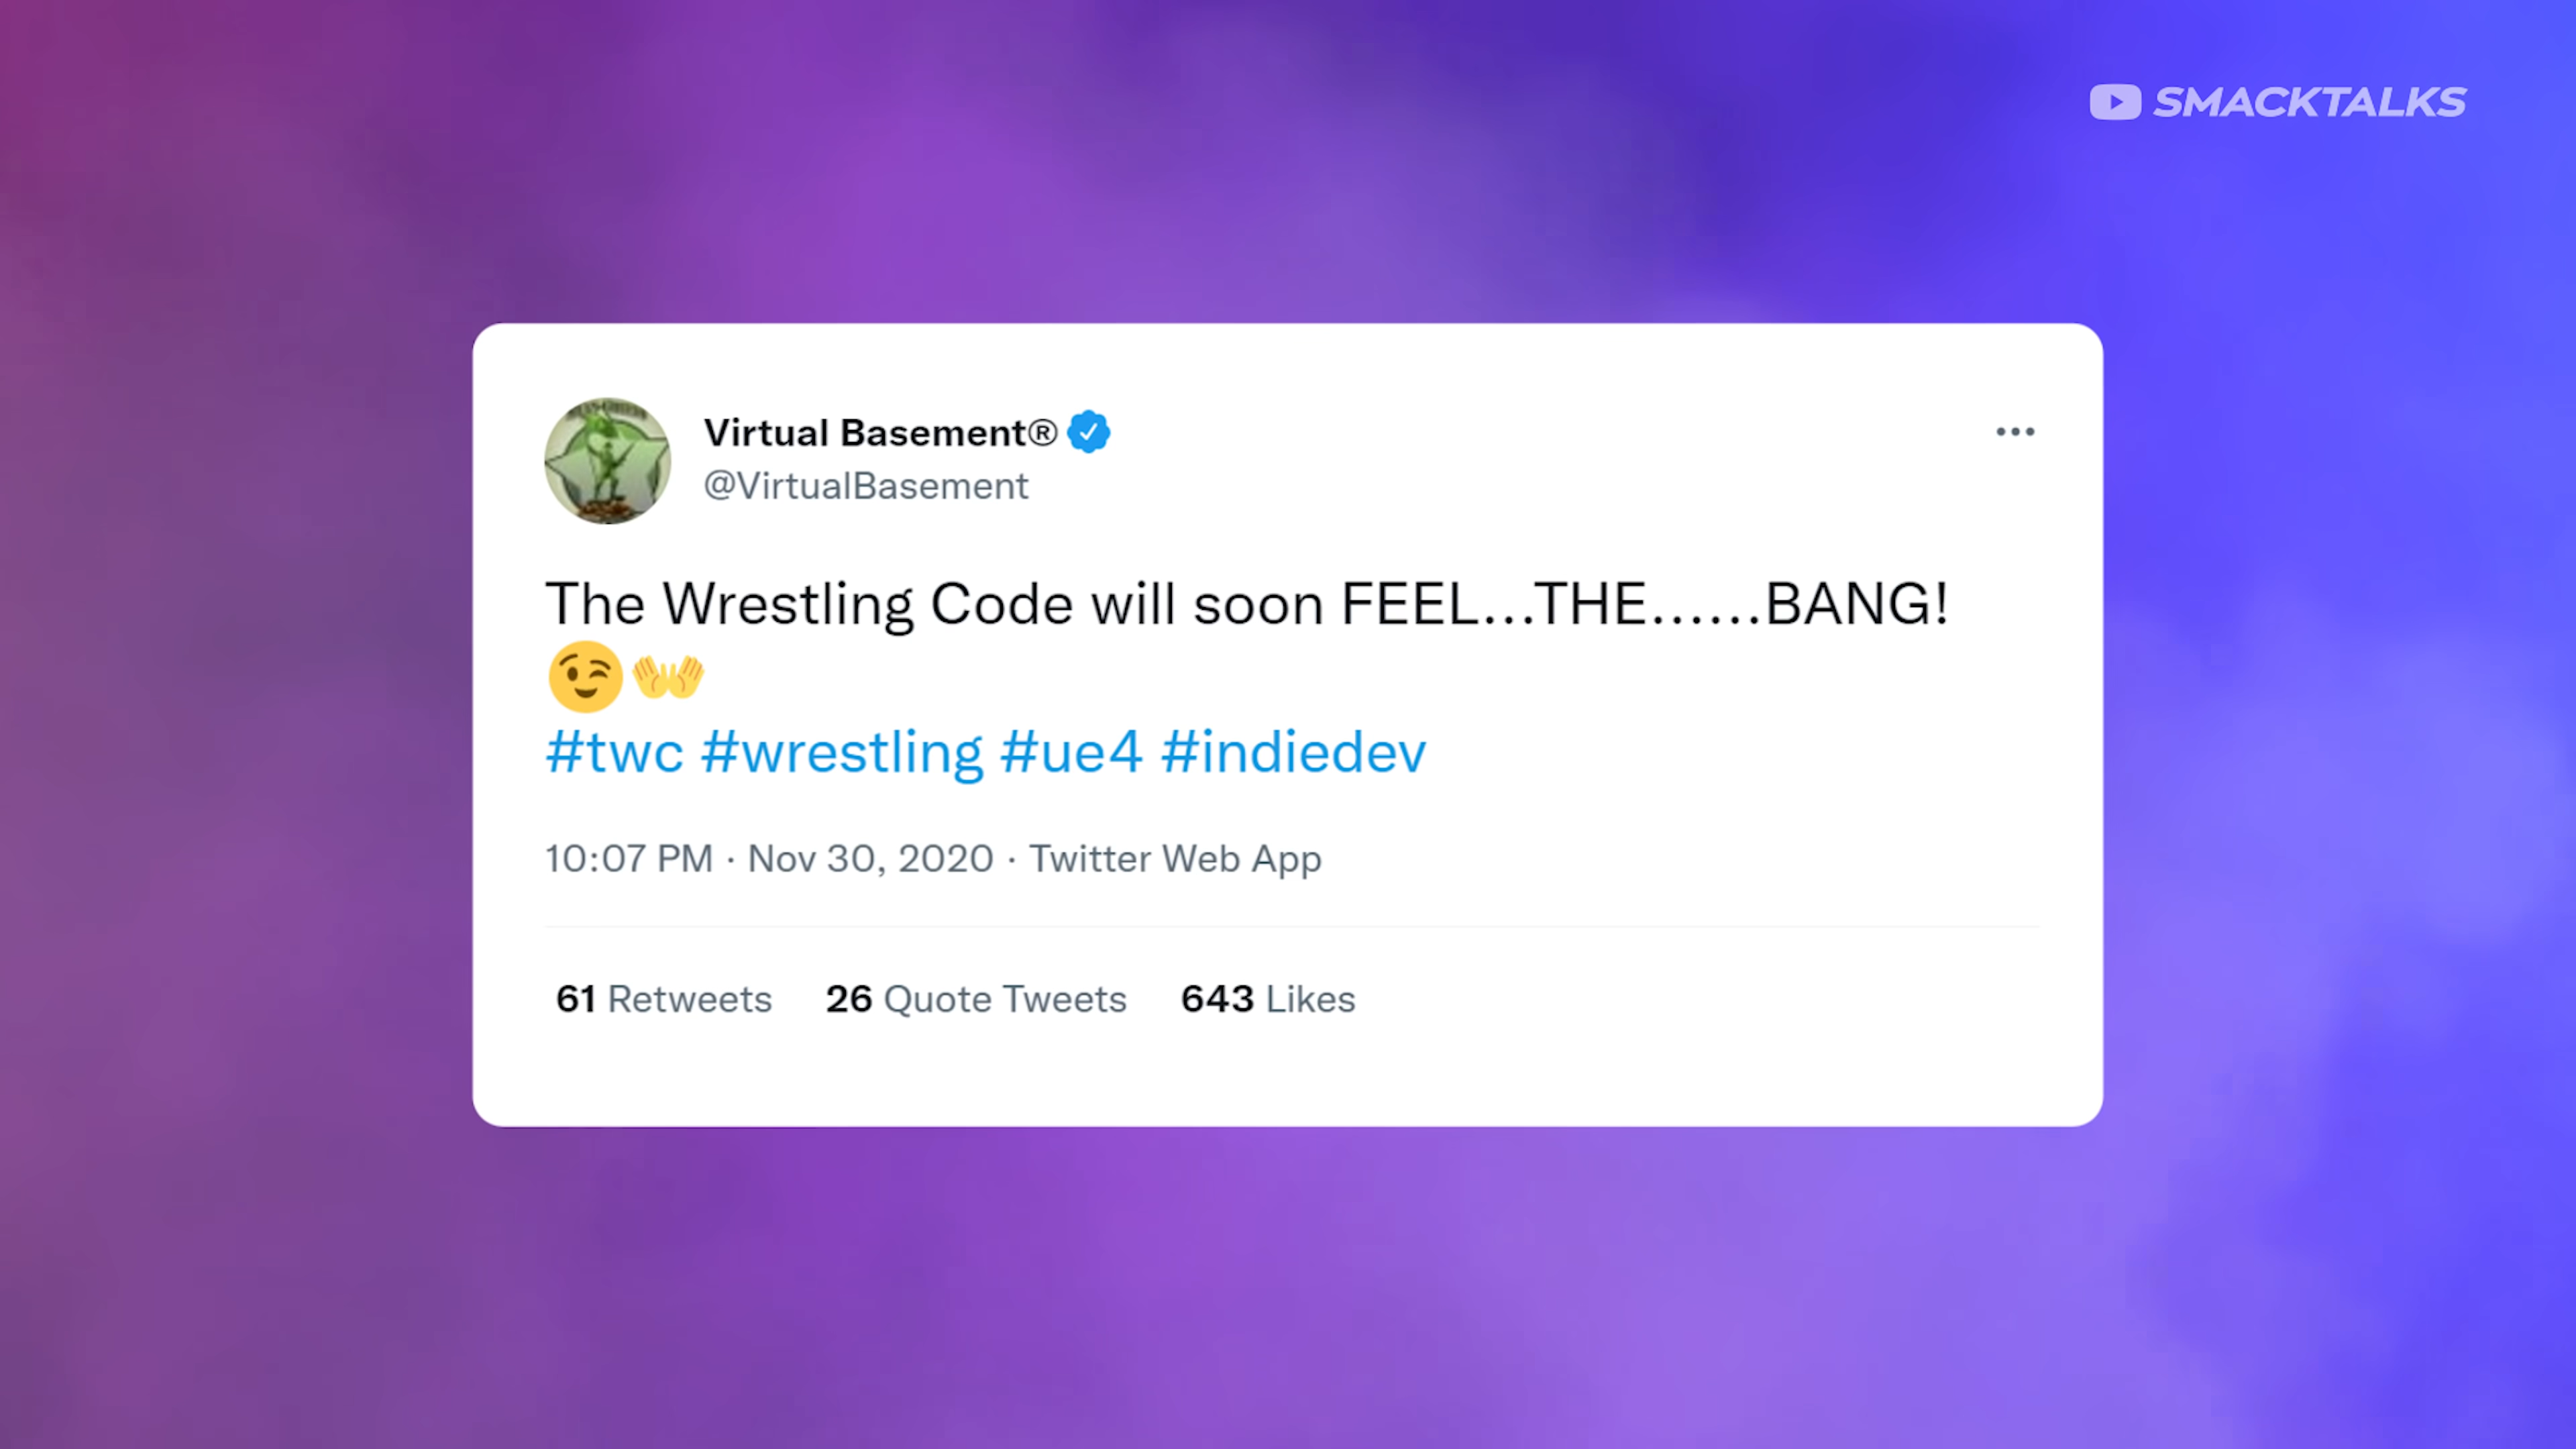 SMACKTALKS
Virtual Basement®
@VirtualBasement
The Wrestling Code will soon FEEL...THE......BANG!
😉👐
#twc #wrestling #ue4 #indiedev
10:07 PM · Nov 30, 2020 · Twitter Web App
61 Retweets 26 Quote Tweets 643 Likes